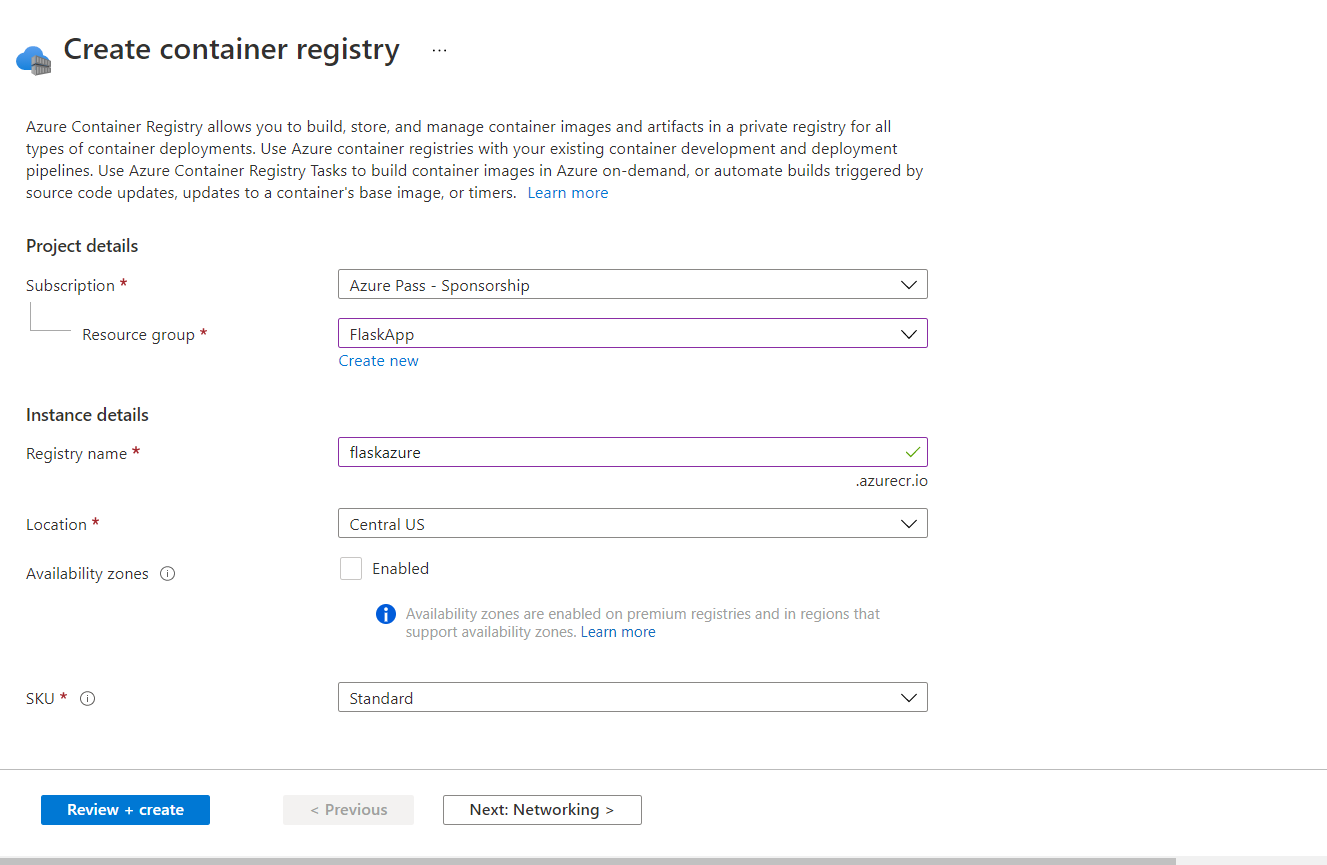 Create container registry ...
Azure Container Registry allows you to build, store, and manage container images and artifacts in a private registry for all
types of container deployments. Use Azure container registries with your existing container development and deployment
pipelines. Use Azure Container Registry Tasks to build container images in Azure on-demand, or automate builds triggered by
source code updates, updates to a container's base image, or timers. Learn more
Project details
Subscription *
Azure Pass - Sponsorship
Resource group *
FlaskApp
Create new
Instance details
Registry name *
flaskazure
.azurecr.io
Location *
Central US
Availability zones
Enabled
Availability zones are enabled on premium registries and in regions that
support availability zones. Learn more
SKU *
Standard
Review + create
< Previous
Next: Networking >